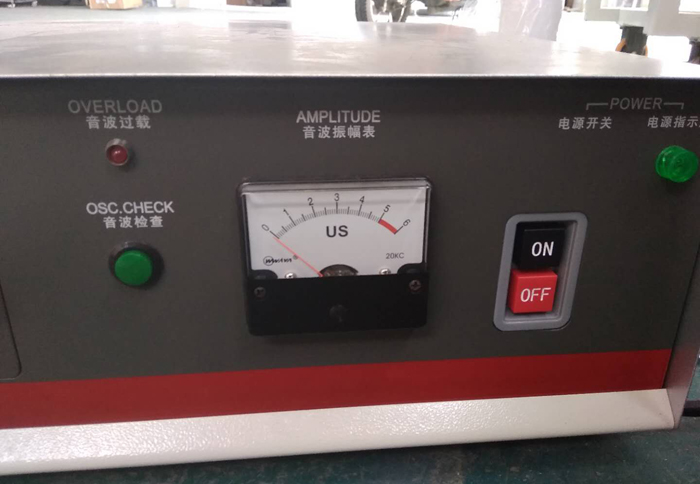 OVERLOAD
音波过载
AMPLITUDE
音波振幅表
POWER
电源开关
电源指示
OSC.CHECK
音波检查
0 1 2 3 4 5 6
US
20KC
ON
OFF